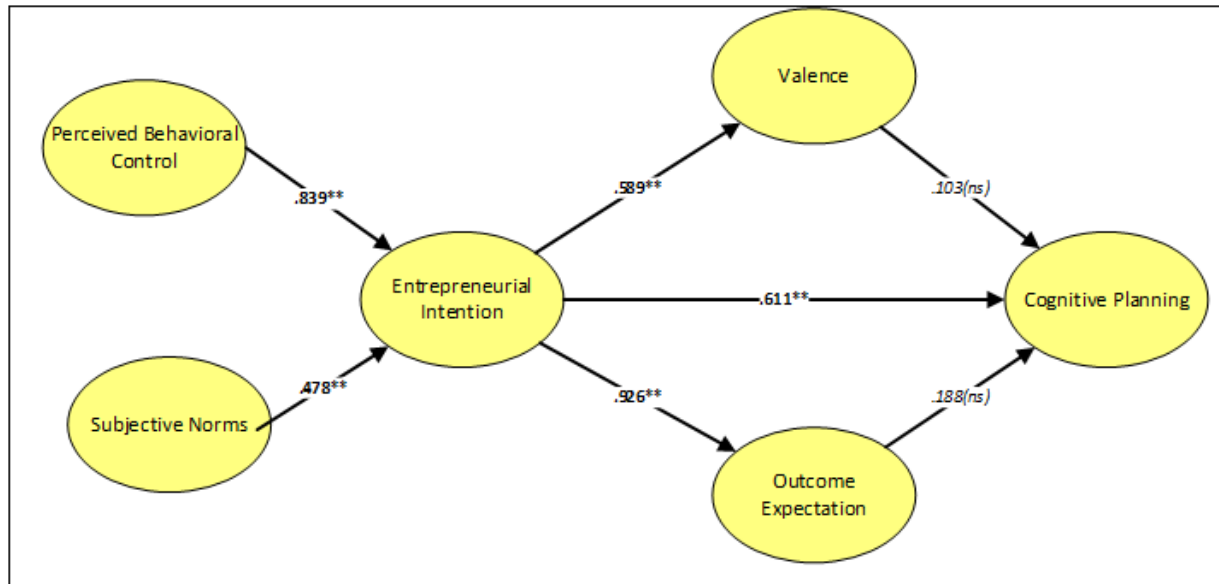 Valence
Perceived Behavioral
Control
.839**
.589**
.103(ns)
Entrepreneurial
Intention
.611**
Cognitive Planning
Subjective Norms
.478**
.926**
.188(ns)
Outcome
Expectation